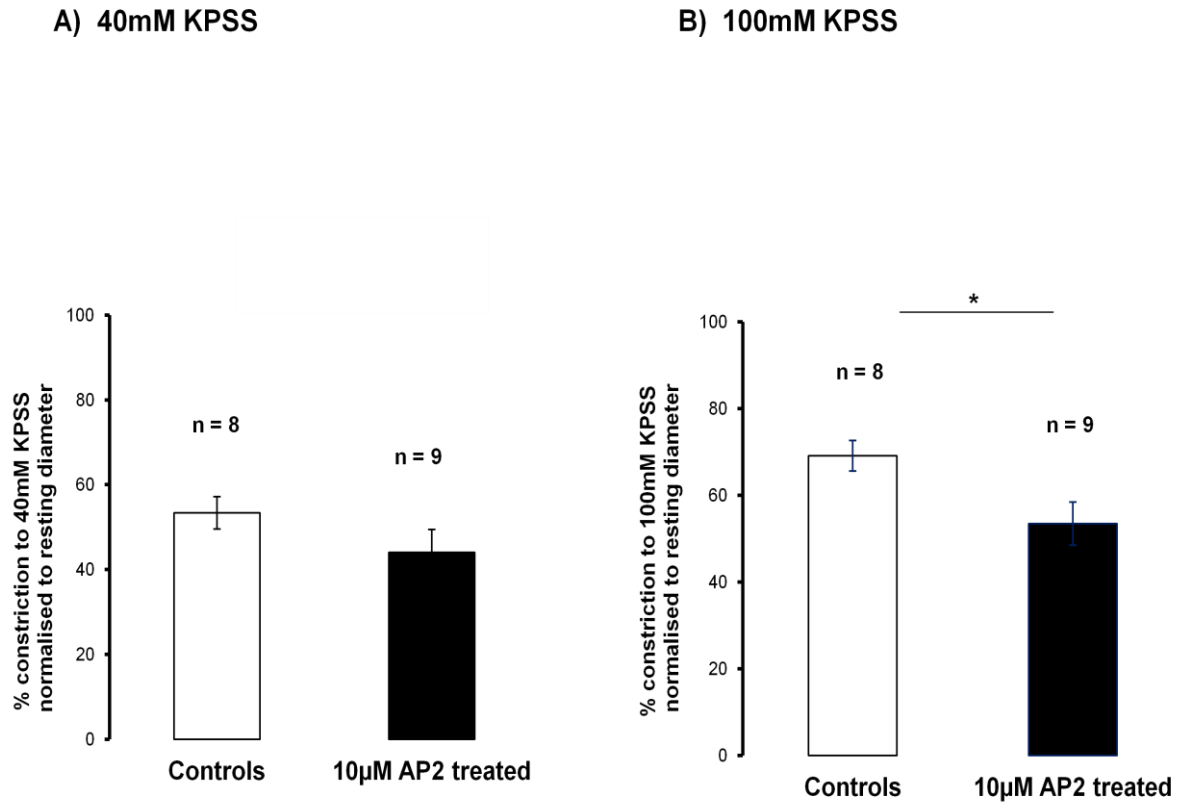 A) 40mM KPSS
% constriction to 40mM KPSS
normalised to resting diameter
100
80
60
40
20
0
n = 8
n = 9
Controls
10µM AP2 treated
B) 100mM KPSS
% constriction to 100mM KPSS
normalised to resting diameter
100
80
60
40
20
0
*
n = 8
n = 9
Controls
10µM AP2 treated